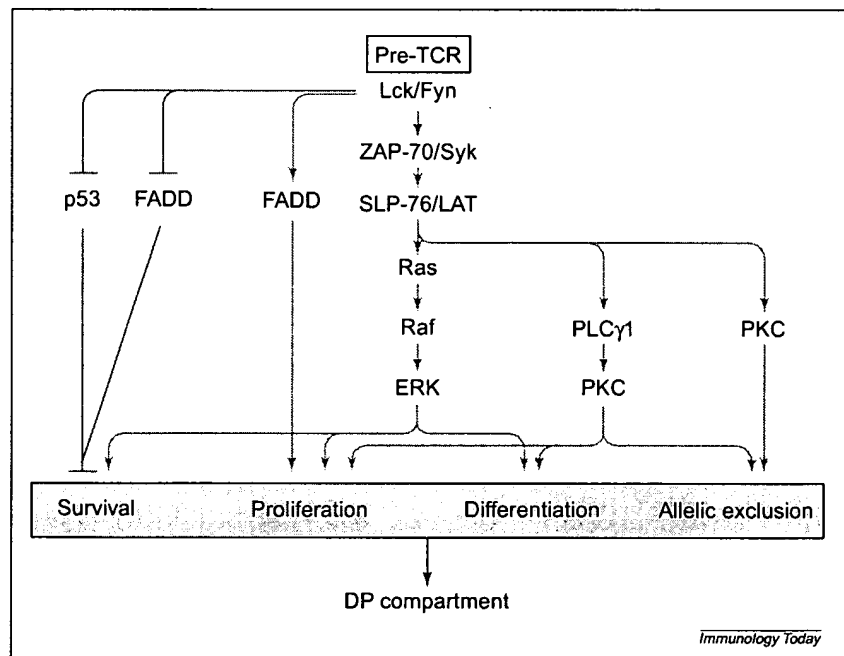 Pre-TCR
Lck/Fyn
ZAP-70/Syk
p53 FADD FADD SLP-76/LAT
Ras
Raf PLCγ1 PKC
ERK PKC
Survival Proliferation Differentiation Allelic exclusion
DP compartment
Immunology Today